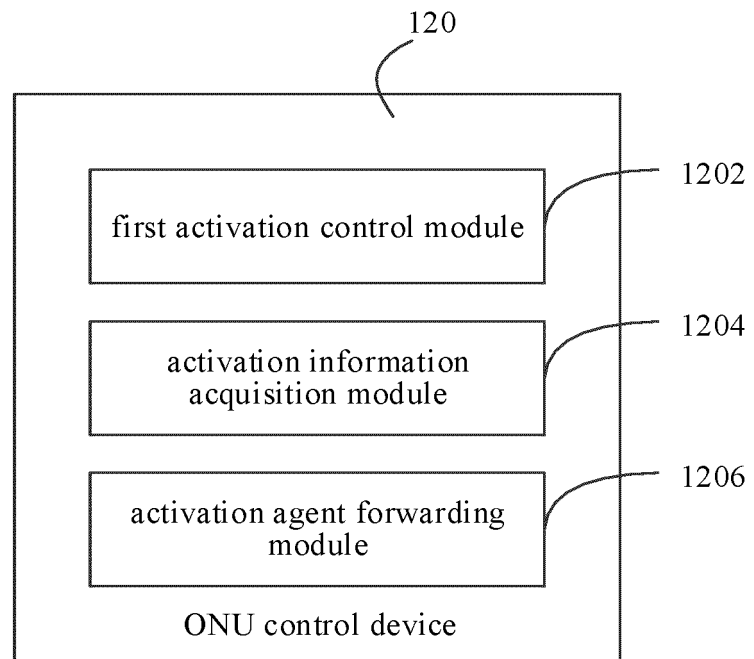 120
first activation control module
1202
activation information
acquisition module
1204
activation agent forwarding
module
1206
ONU control device